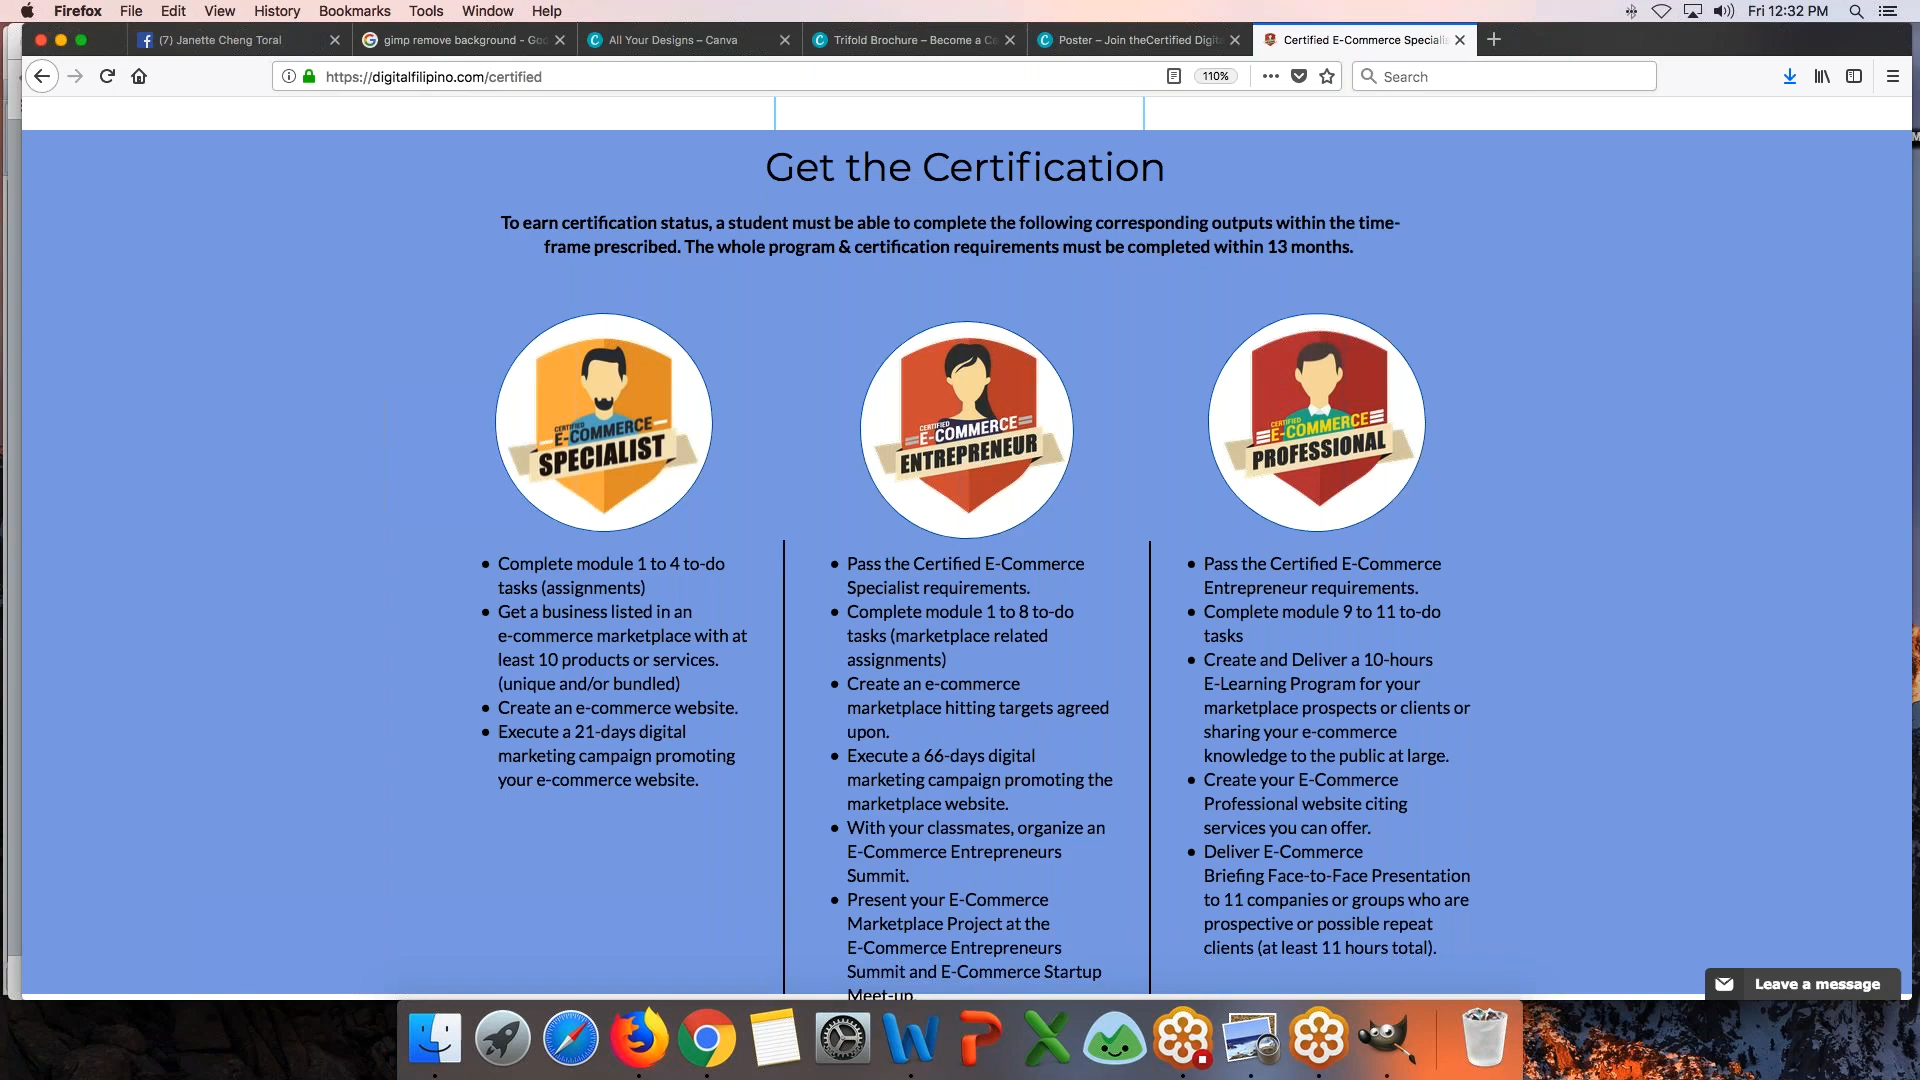 Firefox File Edit View History Bookmarks Tools Window Help Fri 12:32 PM
(7) Janette Cheng Toral
gimp remove background - Goo
All Your Designs – Canva
Trifold Brochure – Become a Ce
Poster – Join theCertified Digita
Certified E-Commerce Specialis
https://digitalfilipino.com/certified
110%
Search
Get the Certification
To earn certification status, a student must be able to complete the following corresponding outputs within the time-
frame prescribed. The whole program & certification requirements must be completed within 13 months.
CERTIFIED
E-COMMERCE
SPECIALIST
CERTIFIED
E-COMMERCE
ENTREPRENEUR
CERTIFIED
E-COMMERCE
PROFESSIONAL
• Complete module 1 to 4 to-do
tasks (assignments)
• Get a business listed in an
e-commerce marketplace with at
least 10 products or services.
(unique and/or bundled)
• Create an e-commerce website.
• Execute a 21-days digital
marketing campaign promoting
your e-commerce website.
• Pass the Certified E-Commerce
Specialist requirements.
• Complete module 1 to 8 to-do
tasks (marketplace related
assignments)
• Create an e-commerce
marketplace hitting targets agreed
upon.
• Execute a 66-days digital
marketing campaign promoting the
marketplace website.
• With your classmates, organize an
E-Commerce Entrepreneurs
Summit.
• Present your E-Commerce
Marketplace Project at the
E-Commerce Entrepreneurs
Summit and E-Commerce Startup
Meet-up.
• Pass the Certified E-Commerce
Entrepreneur requirements.
• Complete module 9 to 11 to-do
tasks
• Create and Deliver a 10-hours
E-Learning Program for your
marketplace prospects or clients or
sharing your e-commerce
knowledge to the public at large.
• Create your E-Commerce
Professional website citing
services you can offer.
• Deliver E-Commerce
Briefing Face-to-Face Presentation
to 11 companies or groups who are
prospective or possible repeat
clients (at least 11 hours total).
Leave a message